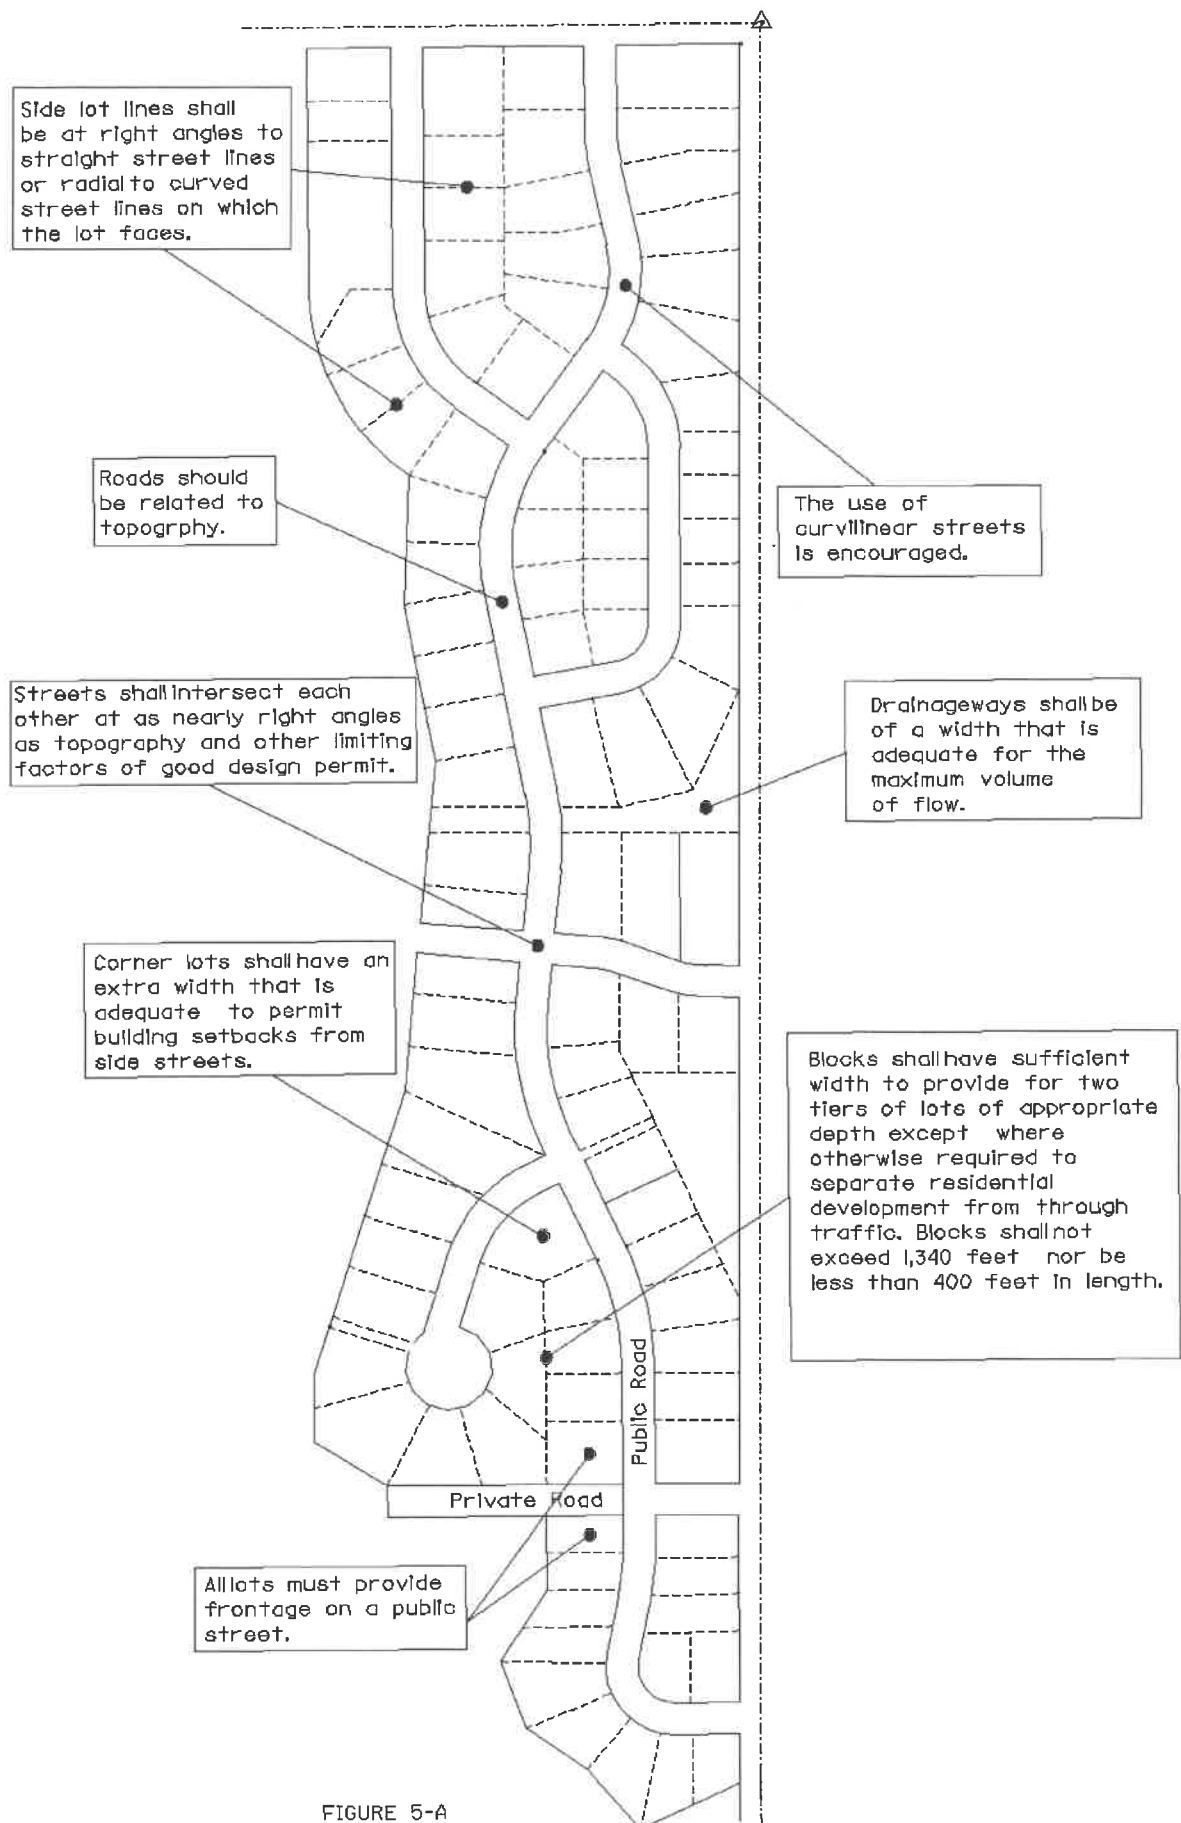 Side lot lines shall
be at right angles to
straight street lines
or radial to curved
street lines on which
the lot faces.
Roads should
be related to
topogrphy.
The use of
curvilinear streets
is encouraged.
Streets shall intersect each
other at as nearly right angles
as topography and other limiting
factors of good design permit.
Drainageways shall be
of a width that is
adequate for the
maximum volume
of flow.
Corner lots shall have an
extra width that is
adequate to permit
building setbacks from
side streets.
Blocks shall have sufficient
width to provide for two
tiers of lots of appropriate
depth except where
otherwise required to
separate residential
development from through
traffic. Blocks shall not
exceed 1,340 feet nor be
less than 400 feet in length.
Public Road
Private Road
All lots must provide
frontage on a public
street.
FIGURE 5-A